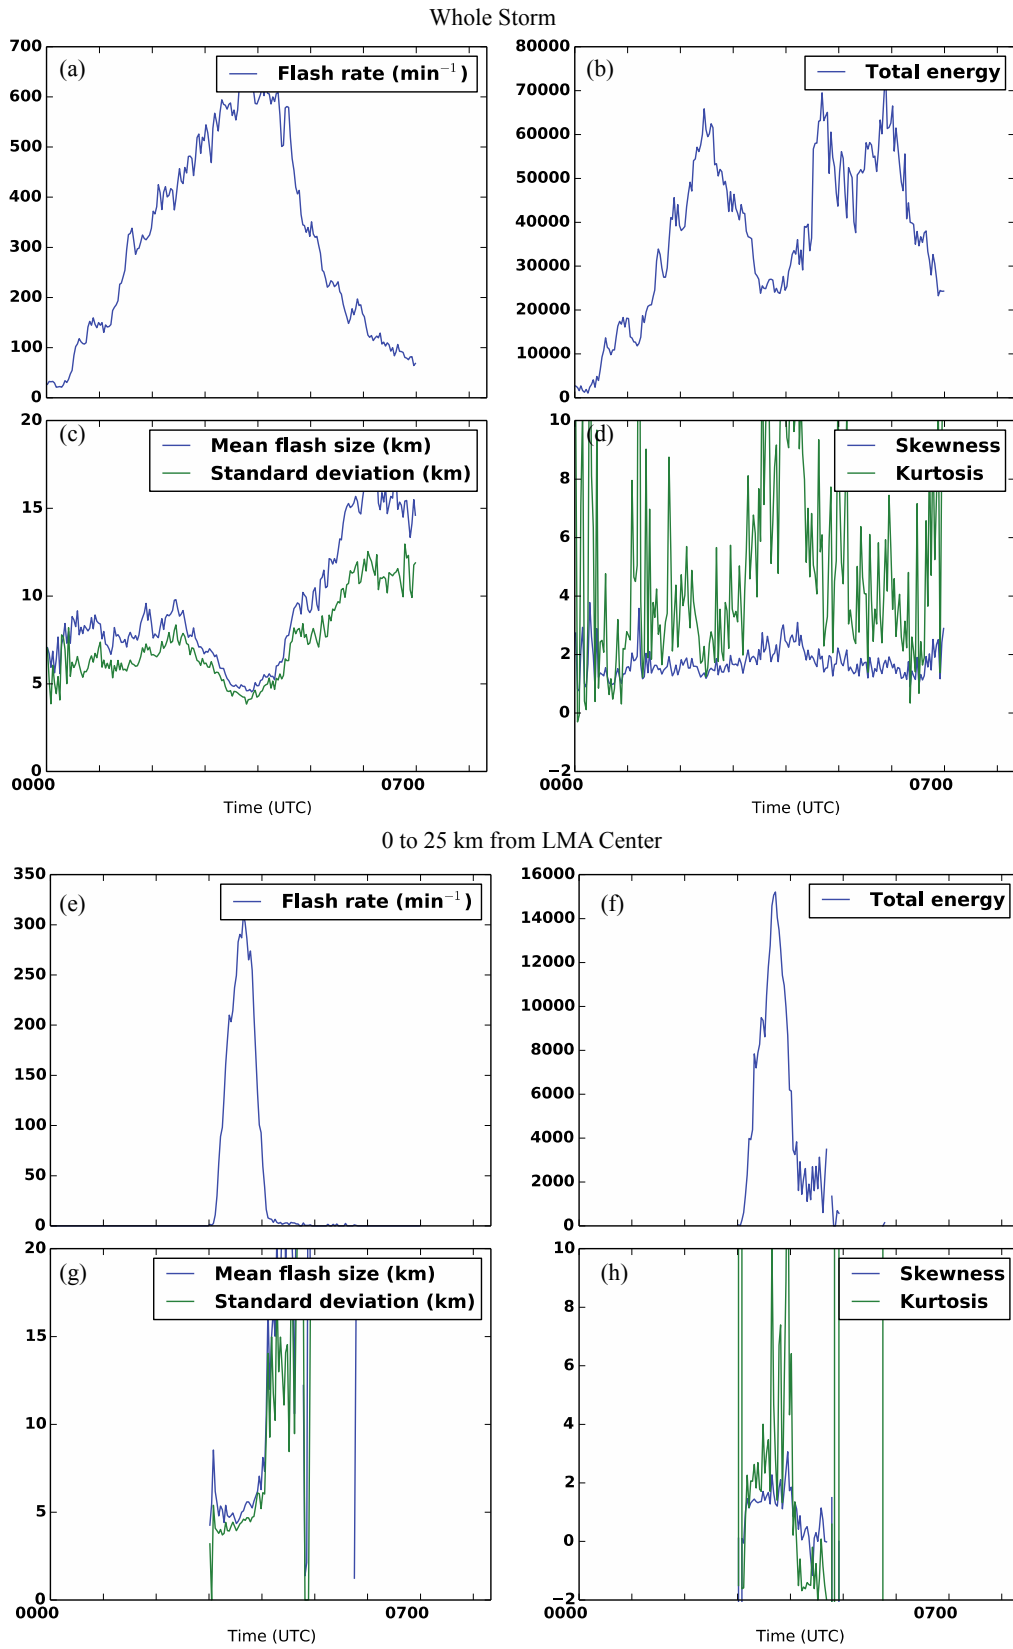 Whole Storm
(a)
Flash rate (min⁻¹)
700
600
500
400
300
200
100
0
(b)
Total energy
80000
70000
60000
50000
40000
30000
20000
10000
0
(c)
Mean flash size (km)
Standard deviation (km)
20
15
10
5
0
0000
0700
Time (UTC)
(d)
Skewness
Kurtosis
10
8
6
4
2
0
−2
0000
0700
Time (UTC)
0 to 25 km from LMA Center
(e)
Flash rate (min⁻¹)
350
300
250
200
150
100
50
0
(f)
Total energy
16000
14000
12000
10000
8000
6000
4000
2000
0
(g)
Mean flash size (km)
Standard deviation (km)
20
15
10
5
0
0000
0700
Time (UTC)
(h)
Skewness
Kurtosis
10
8
6
4
2
0
−2
0000
0700
Time (UTC)